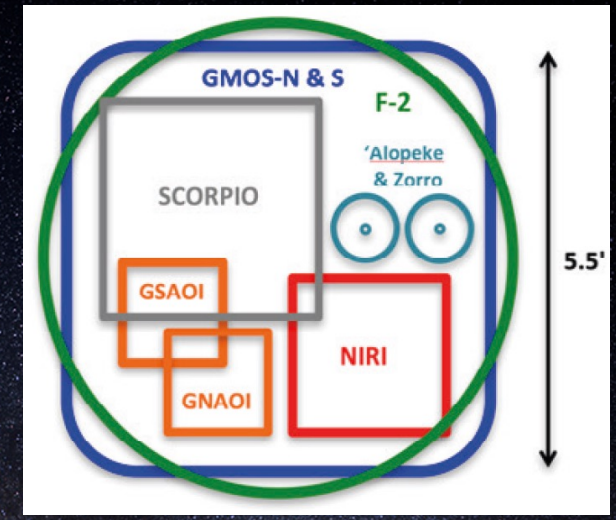 GMOS-N & S
F-2
‘Alopeke
& Zorro
SCORPIO
5.5'
GSAOI
NIRI
GNAOI